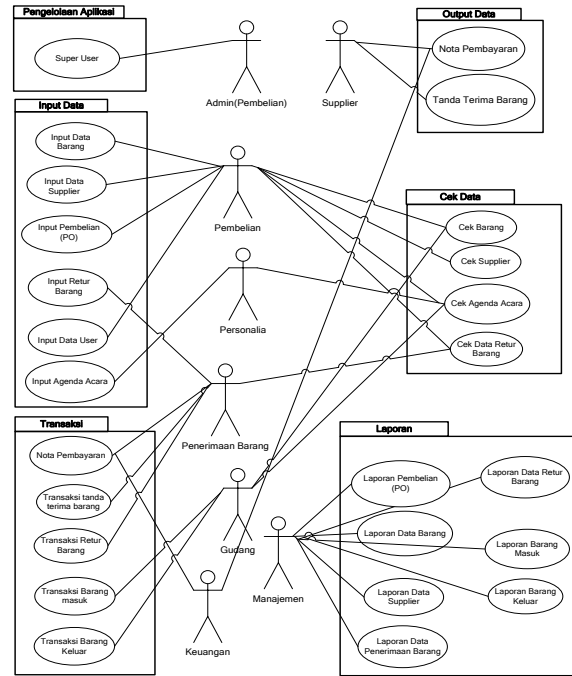 Pengelolaan Aplikasi
Super User
Admin(Pembelian)
Supplier
Output Data
Nota Pembayaran
Tanda Terima Barang
Input Data
Input Data
Barang
Input Data
Supplier
Input Pembelian
(PO)
Input Retur
Barang
Input Data User
Input Agenda Acara
Pembelian
Personalia
Penerimaan Barang
Gudang
Keuangan
Manajemen
Cek Data
Cek Barang
Cek Supplier
Cek Agenda Acara
Cek Data Retur
Barang
Transaksi
Nota Pembayaran
Transaksi tanda
terima barang
Transaksi Retur
Barang
Transaksi Barang
masuk
Transaksi Barang
Keluar
Laporan
Laporan Pembelian
(PO)
Laporan Data Retur
Barang
Laporan Data Barang
Laporan Barang
Masuk
Laporan Data
Supplier
Laporan Barang
Keluar
Laporan Data
Penerimaan Barang